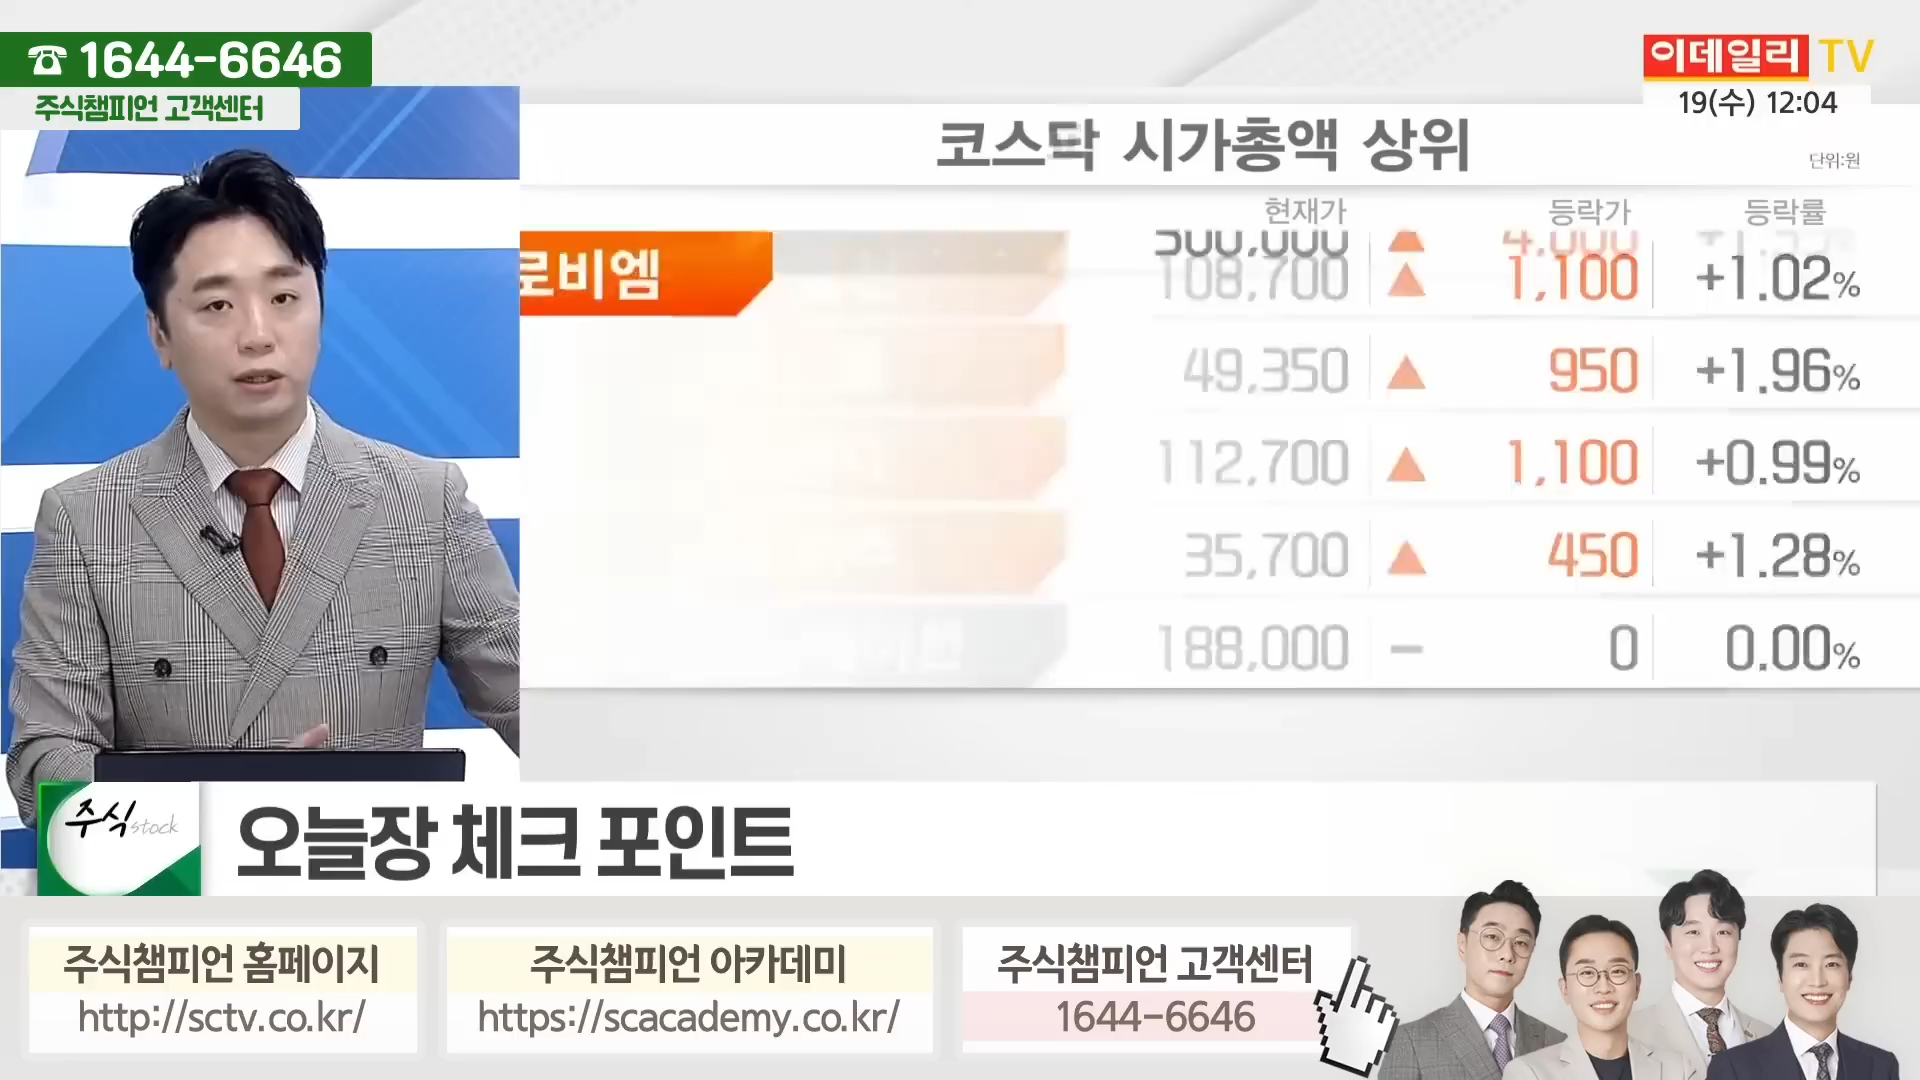 ☎ 1644-6646
주식챔피언 고객센터
이데일리 TV
19(수) 12:04
코스닥 시가총액 상위
단위:원
현재가 등락가 등락률
로비엠
108,700 ▲ 1,100 +1.02%
49,350 ▲ 950 +1.96%
112,700 ▲ 1,100 +0.99%
35,700 ▲ 450 +1.28%
188,000 - 0 0.00%
주식 stock
오늘장 체크 포인트
주식챔피언 홈페이지
http://sctv.co.kr/
주식챔피언 아카데미
https://scacademy.co.kr/
주식챔피언 고객센터
1644-6646